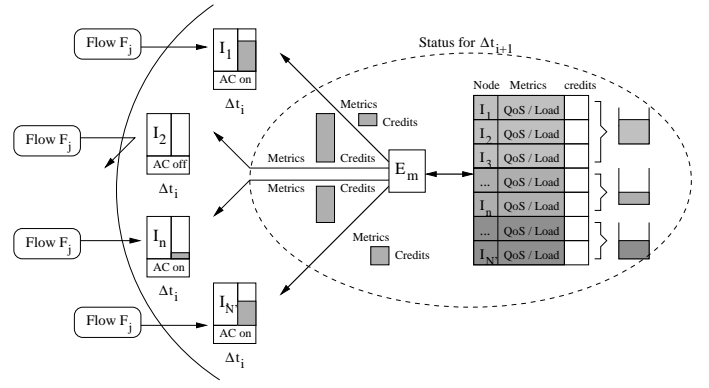 Flow F_j
I_1
AC on
Δt_i
Flow F_j
I_2
AC off
Δt_i
Flow F_j
I_n
AC on
Δt_i
Flow F_j
I_N'
AC on
Δt_i
Status for Δt_i+1
Metrics
Credits
Metrics Credits
Metrics Credits
Metrics
Credits
E_m
Node Metrics credits
I_1 QoS / Load
I_2 QoS / Load
I_3 QoS / Load
... QoS / Load
I_n QoS / Load
... QoS / Load
I_N' QoS / Load